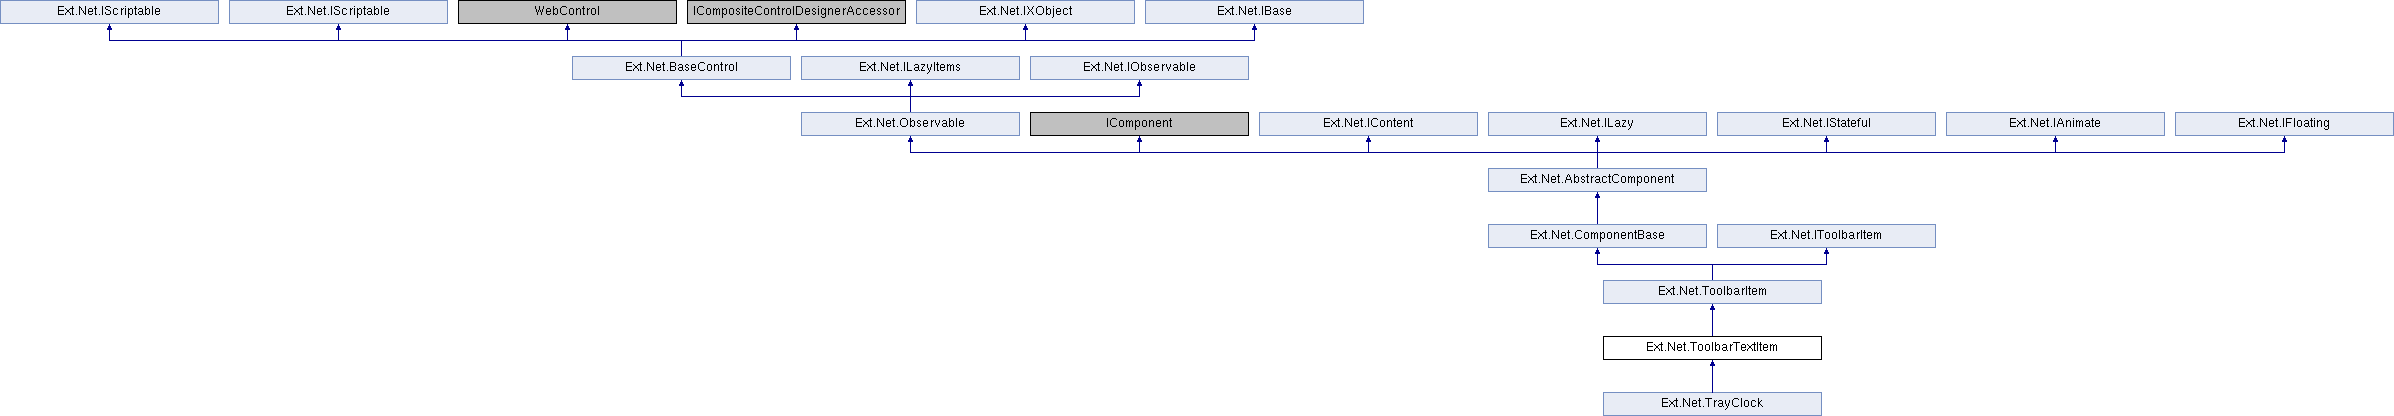 Ext.Net.IScriptable
Ext.Net.IScriptable
WebControl
ICompositeControlDesignerAccessor
Ext.Net.IXObject
Ext.Net.IBase
Ext.Net.BaseControl
Ext.Net.ILazyItems
Ext.Net.IObservable
Ext.Net.Observable
IComponent
Ext.Net.IContent
Ext.Net.ILazy
Ext.Net.IStateful
Ext.Net.IAnimate
Ext.Net.IFloating
Ext.Net.AbstractComponent
Ext.Net.ComponentBase
Ext.Net.IToolbarItem
Ext.Net.ToolbarItem
Ext.Net.ToolbarTextItem
Ext.Net.TrayClock